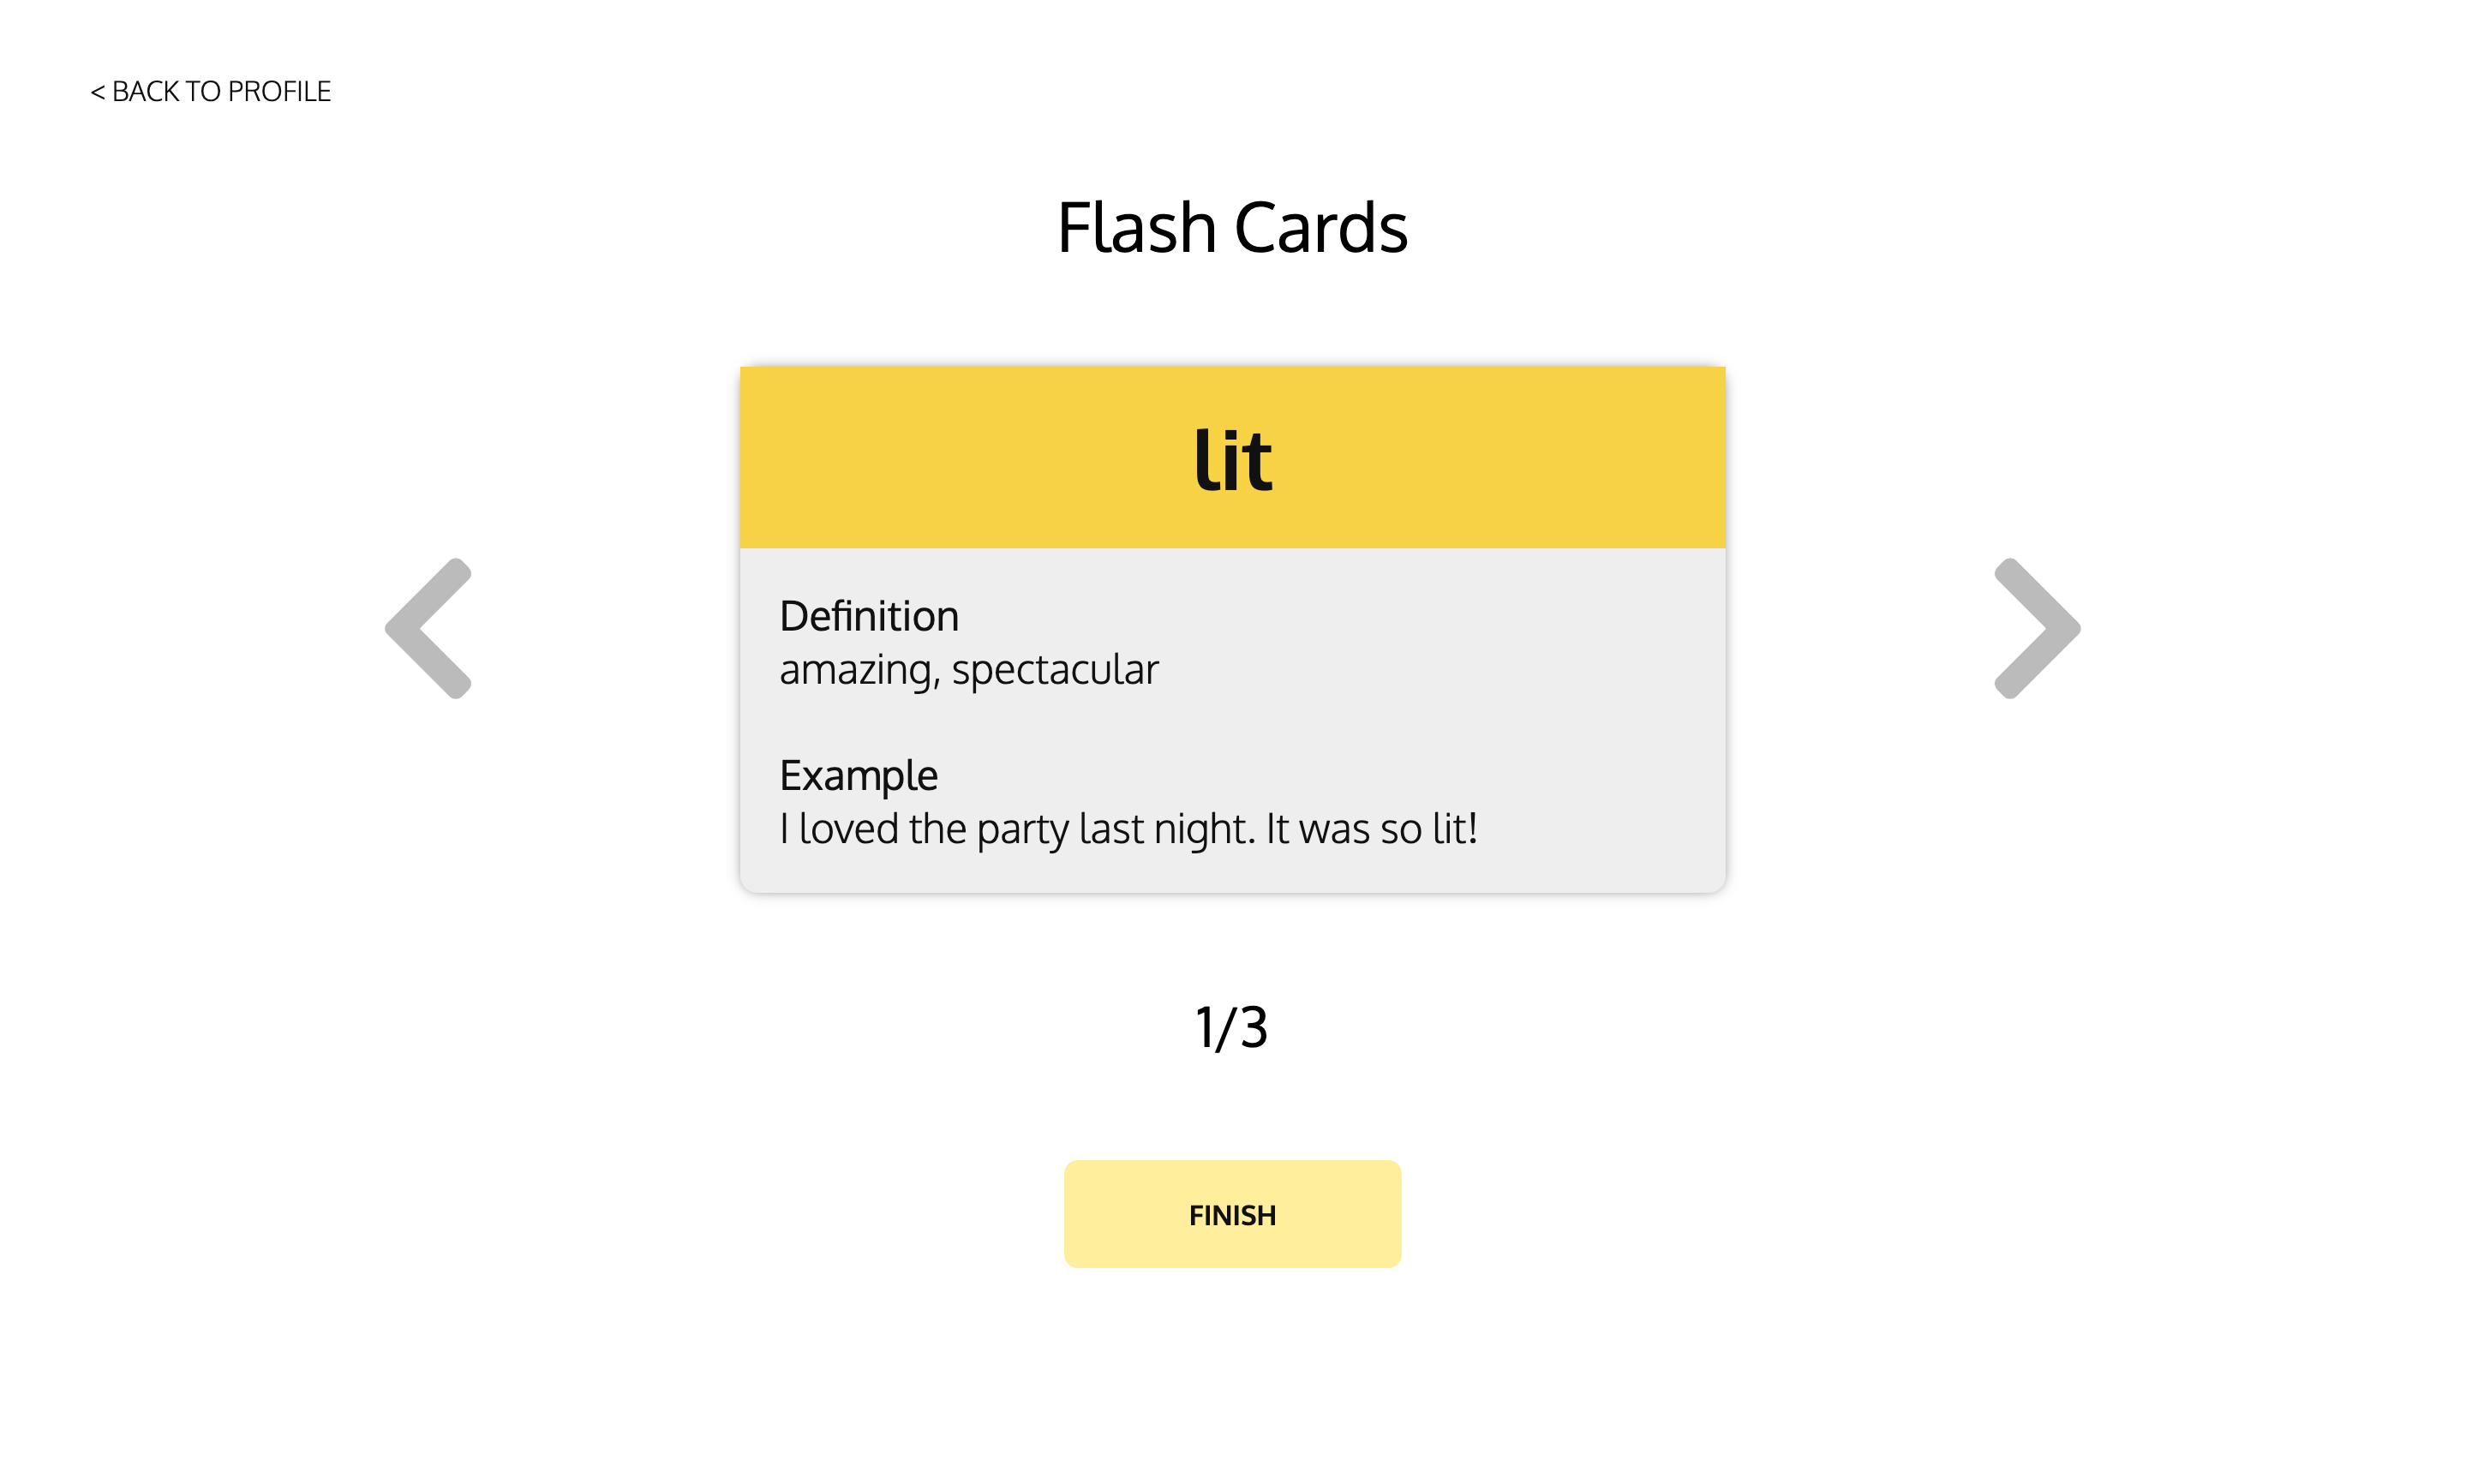 < BACK TO PROFILE
Flash Cards
lit
Definition
amazing, spectacular
Example
I loved the party last night. It was so lit!
1/3
FINISH